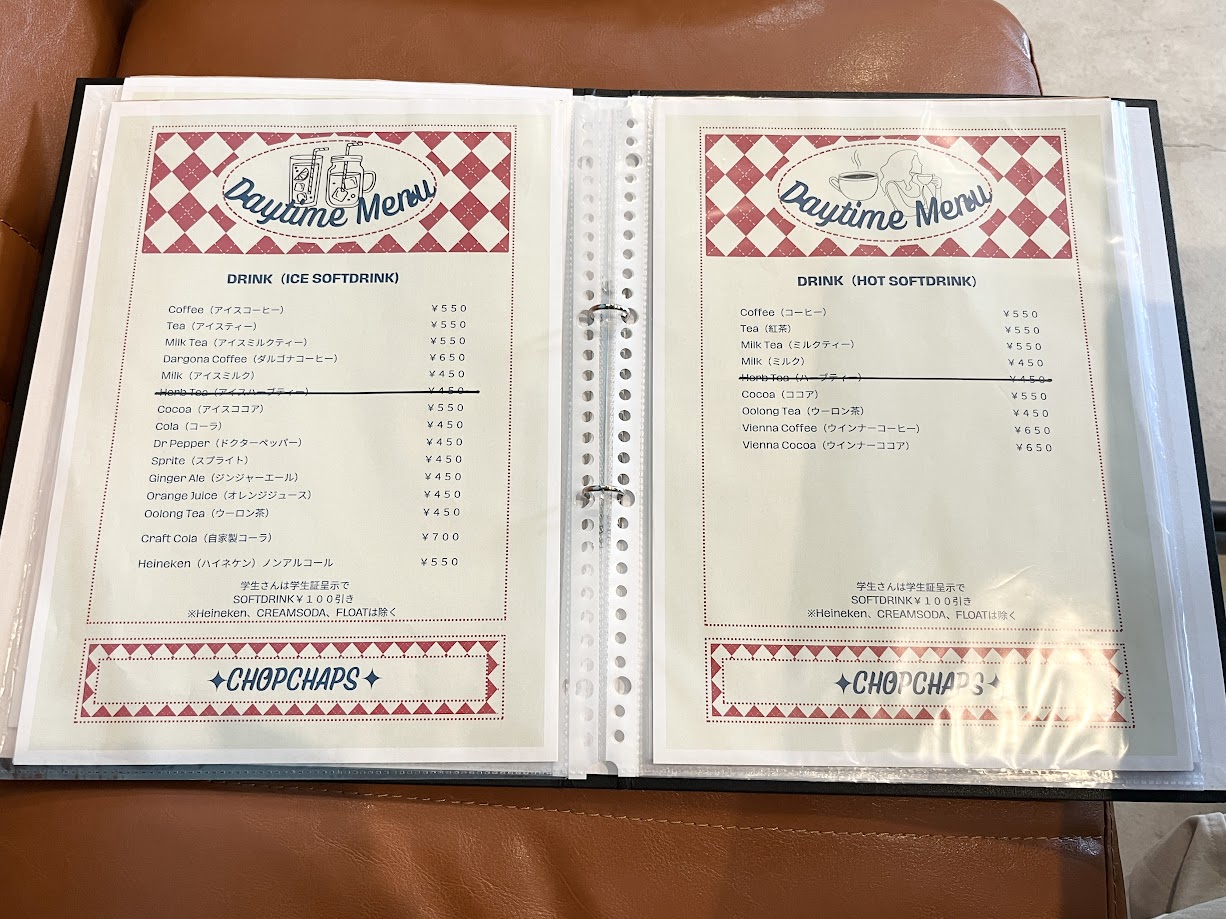 Daytime Menu
DRINK（ICE SOFTDRINK）
Coffee（アイスコーヒー） ￥５５０
Tea（アイスティー） ￥５５０
Milk Tea（アイスミルクティー） ￥５５０
Dargona Coffee（ダルゴナコーヒー） ￥６５０
Milk（アイスミルク） ￥４５０
Herb Tea（アイスハーブティー） ￥４５０
Cocoa（アイスココア） ￥５５０
Cola（コーラ） ￥４５０
Dr Pepper（ドクターペッパー） ￥４５０
Sprite（スプライト） ￥４５０
Ginger Ale（ジンジャーエール） ￥４５０
Orange Juice（オレンジジュース） ￥４５０
Oolong Tea（ウーロン茶） ￥４５０
Craft Cola（自家製コーラ） ￥７００
Heineken（ハイネケン）ノンアルコール ￥５５０
学生さんは学生証呈示で
SOFTDRINK￥１００引き
※Heineken、CREAMSODA、FLOATは除く
CHOPCHAPS
Daytime Menu
DRINK（HOT SOFTDRINK）
Coffee（コーヒー） ￥５５０
Tea（紅茶） ￥５５０
Milk Tea（ミルクティー） ￥５５０
Milk（ミルク） ￥４５０
Herb Tea（ハーブティー） ￥４５０
Cocoa（ココア） ￥５５０
Oolong Tea（ウーロン茶） ￥４５０
Vienna Coffee（ウインナーコーヒー） ￥６５０
Vienna Cocoa（ウインナーココア） ￥６５０
学生さんは学生証呈示で
SOFTDRINK￥１００引き
※Heineken、CREAMSODA、FLOATは除く
CHOPCHAPS